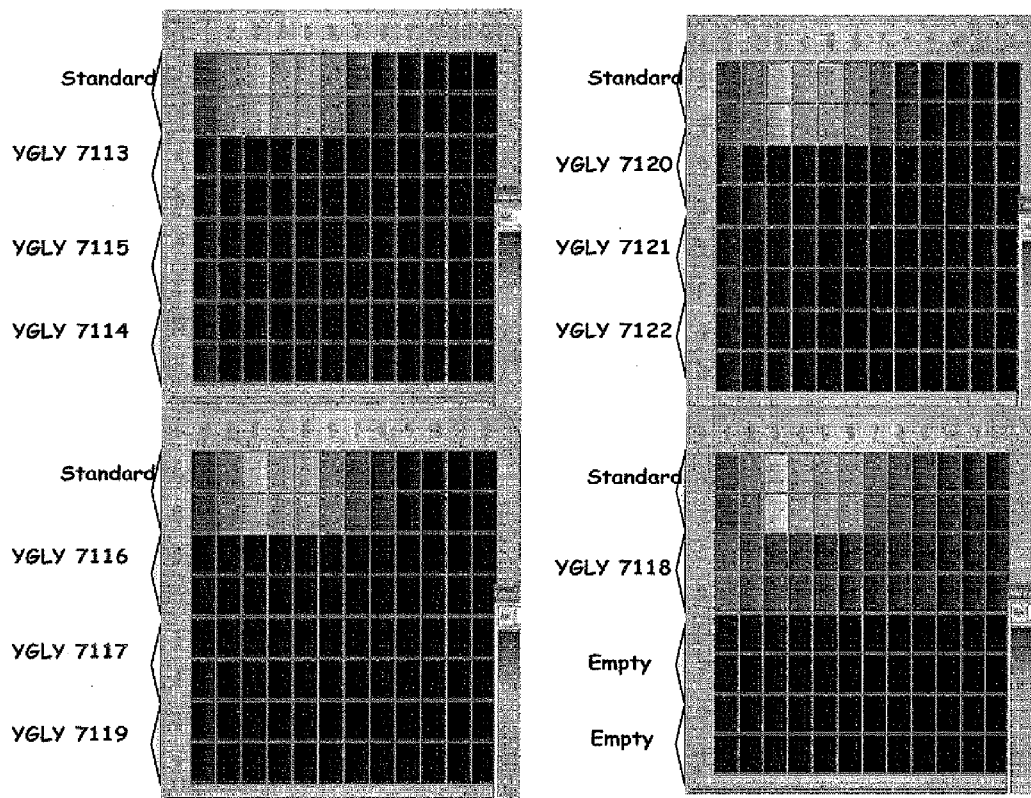 Standard
YGLY 7113
YGLY 7115
YGLY 7114
Standard
YGLY 7120
YGLY 7121
YGLY 7122
Standard
YGLY 7116
YGLY 7117
YGLY 7119
Standard
YGLY 7118
Empty
Empty